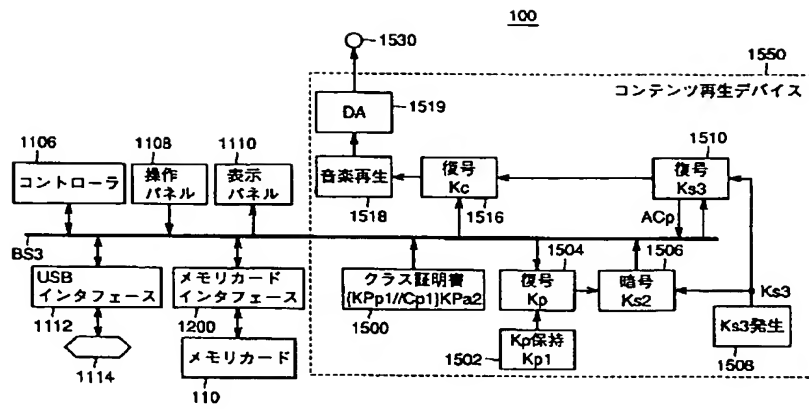 100
1530
1550
コンテンツ再生デバイス
DA
1519
1106
1108
1110
1510
コントローラ
操作
パネル
表示
パネル
音楽再生
1518
復号
Kc
1516
復号
Ks3
ACp
BS3
USB
インタフェース
1112
メモリカード
インタフェース
1200
クラス証明書
{KPp1//Cp1}KPa2
1500
1504
復号
Kp
1506
暗号
Ks2
Ks3
1114
メモリカード
110
1502
Kp保持
Kp1
Ks3発生
1508